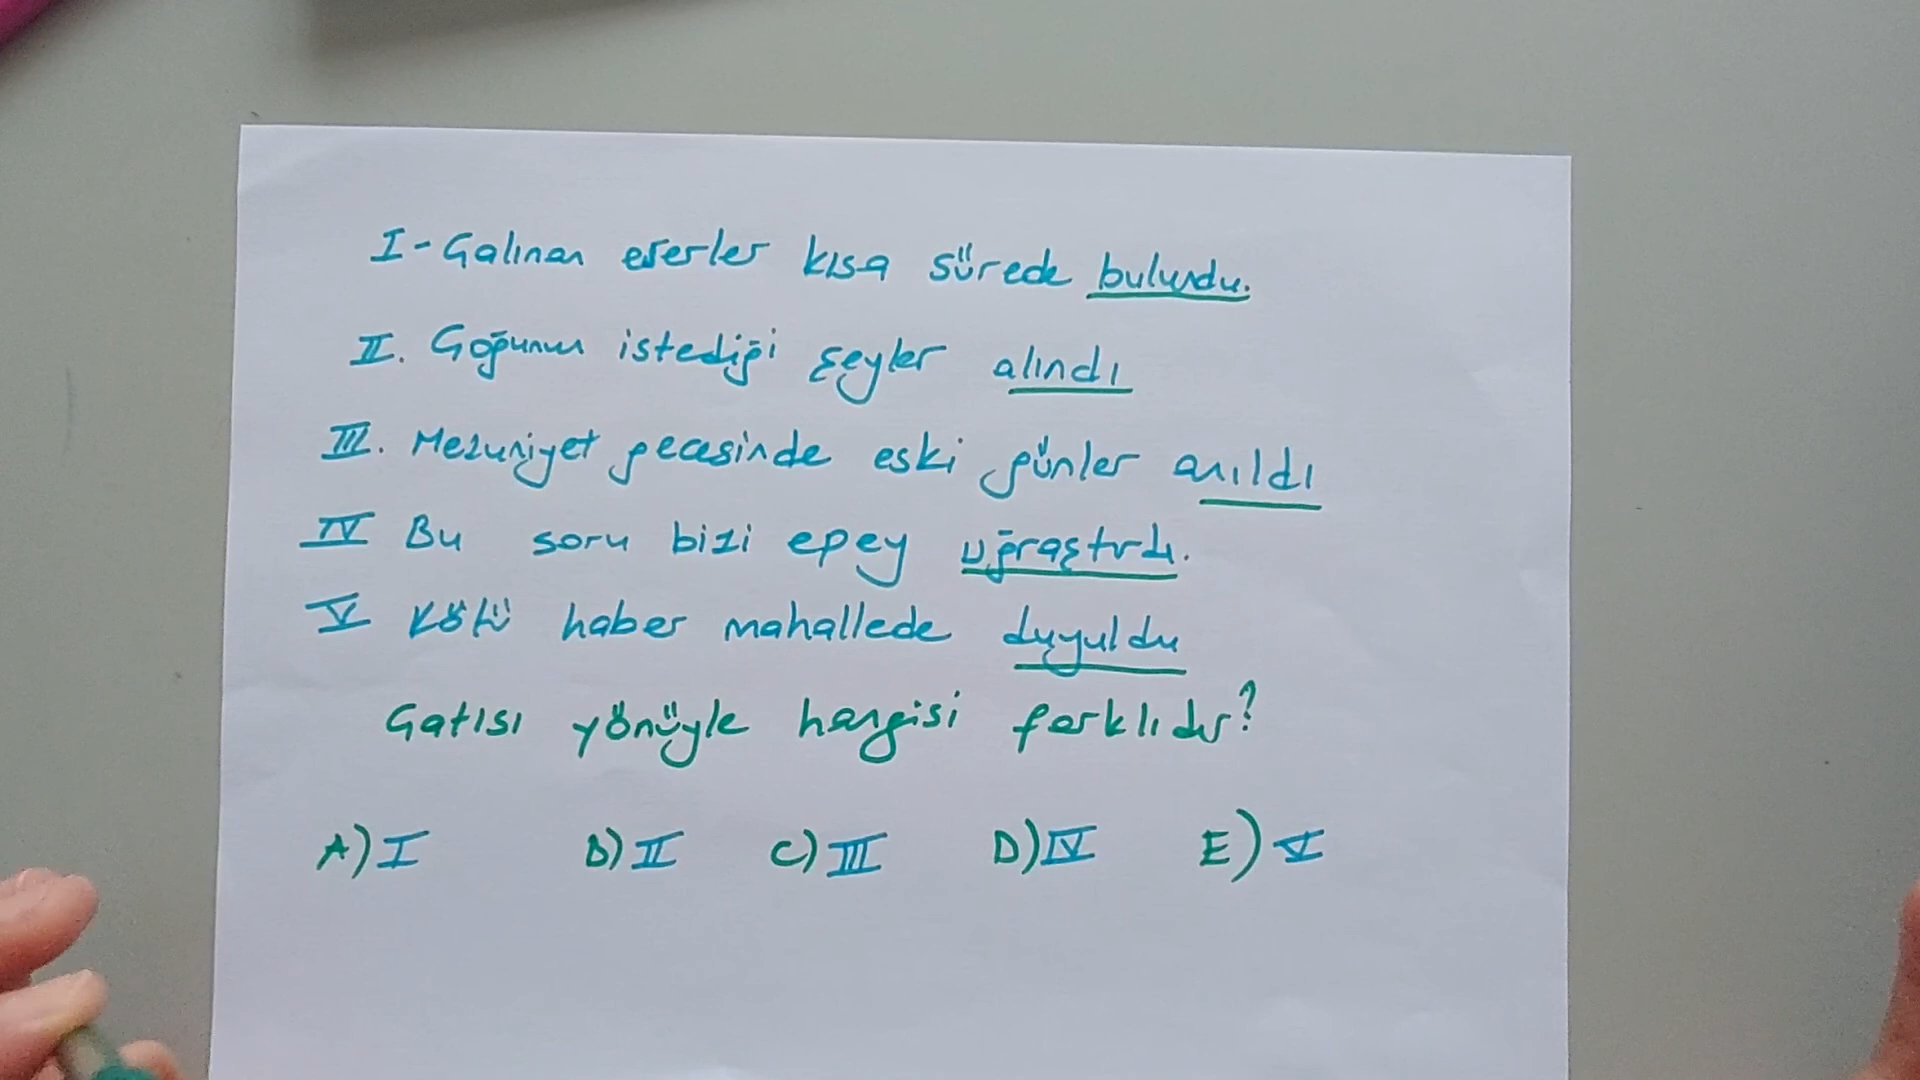 I- Çalınan eserler kısa sürede bulundu.
II. Çoğunun istediği şeyler alındı
III. Mezuniyet gecesinde eski günler anıldı
IV Bu soru bizi epey uğraştırdı.
V Kötü haber mahallede duyuldu
Çatısı yönüyle hangisi farklıdır?
A) I B) II C) III D) IV E) V